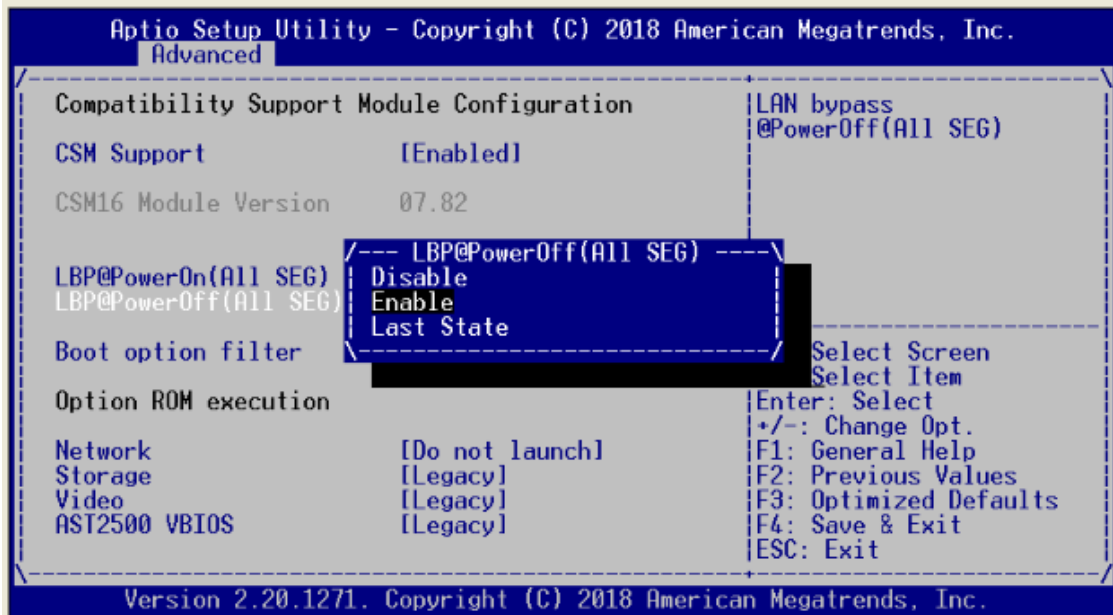 Aptio Setup Utility - Copyright (C) 2018 American Megatrends, Inc.
Advanced
Compatibility Support Module Configuration
CSM Support [Enabled]
CSM16 Module Version 07.82
LBP@PowerOn(All SEG)
LBP@PowerOff(All SEG)
Boot option filter
Option ROM execution
Network [Do not launch]
Storage [Legacy]
Video [Legacy]
AST2500 VBIOS [Legacy]
LBP@PowerOff(All SEG)
Disable
Enable
Last State
LAN bypass
@PowerOff(All SEG)
Select Screen
Select Item
Enter: Select
+/-: Change Opt.
F1: General Help
F2: Previous Values
F3: Optimized Defaults
F4: Save & Exit
ESC: Exit
Version 2.20.1271. Copyright (C) 2018 American Megatrends, Inc.